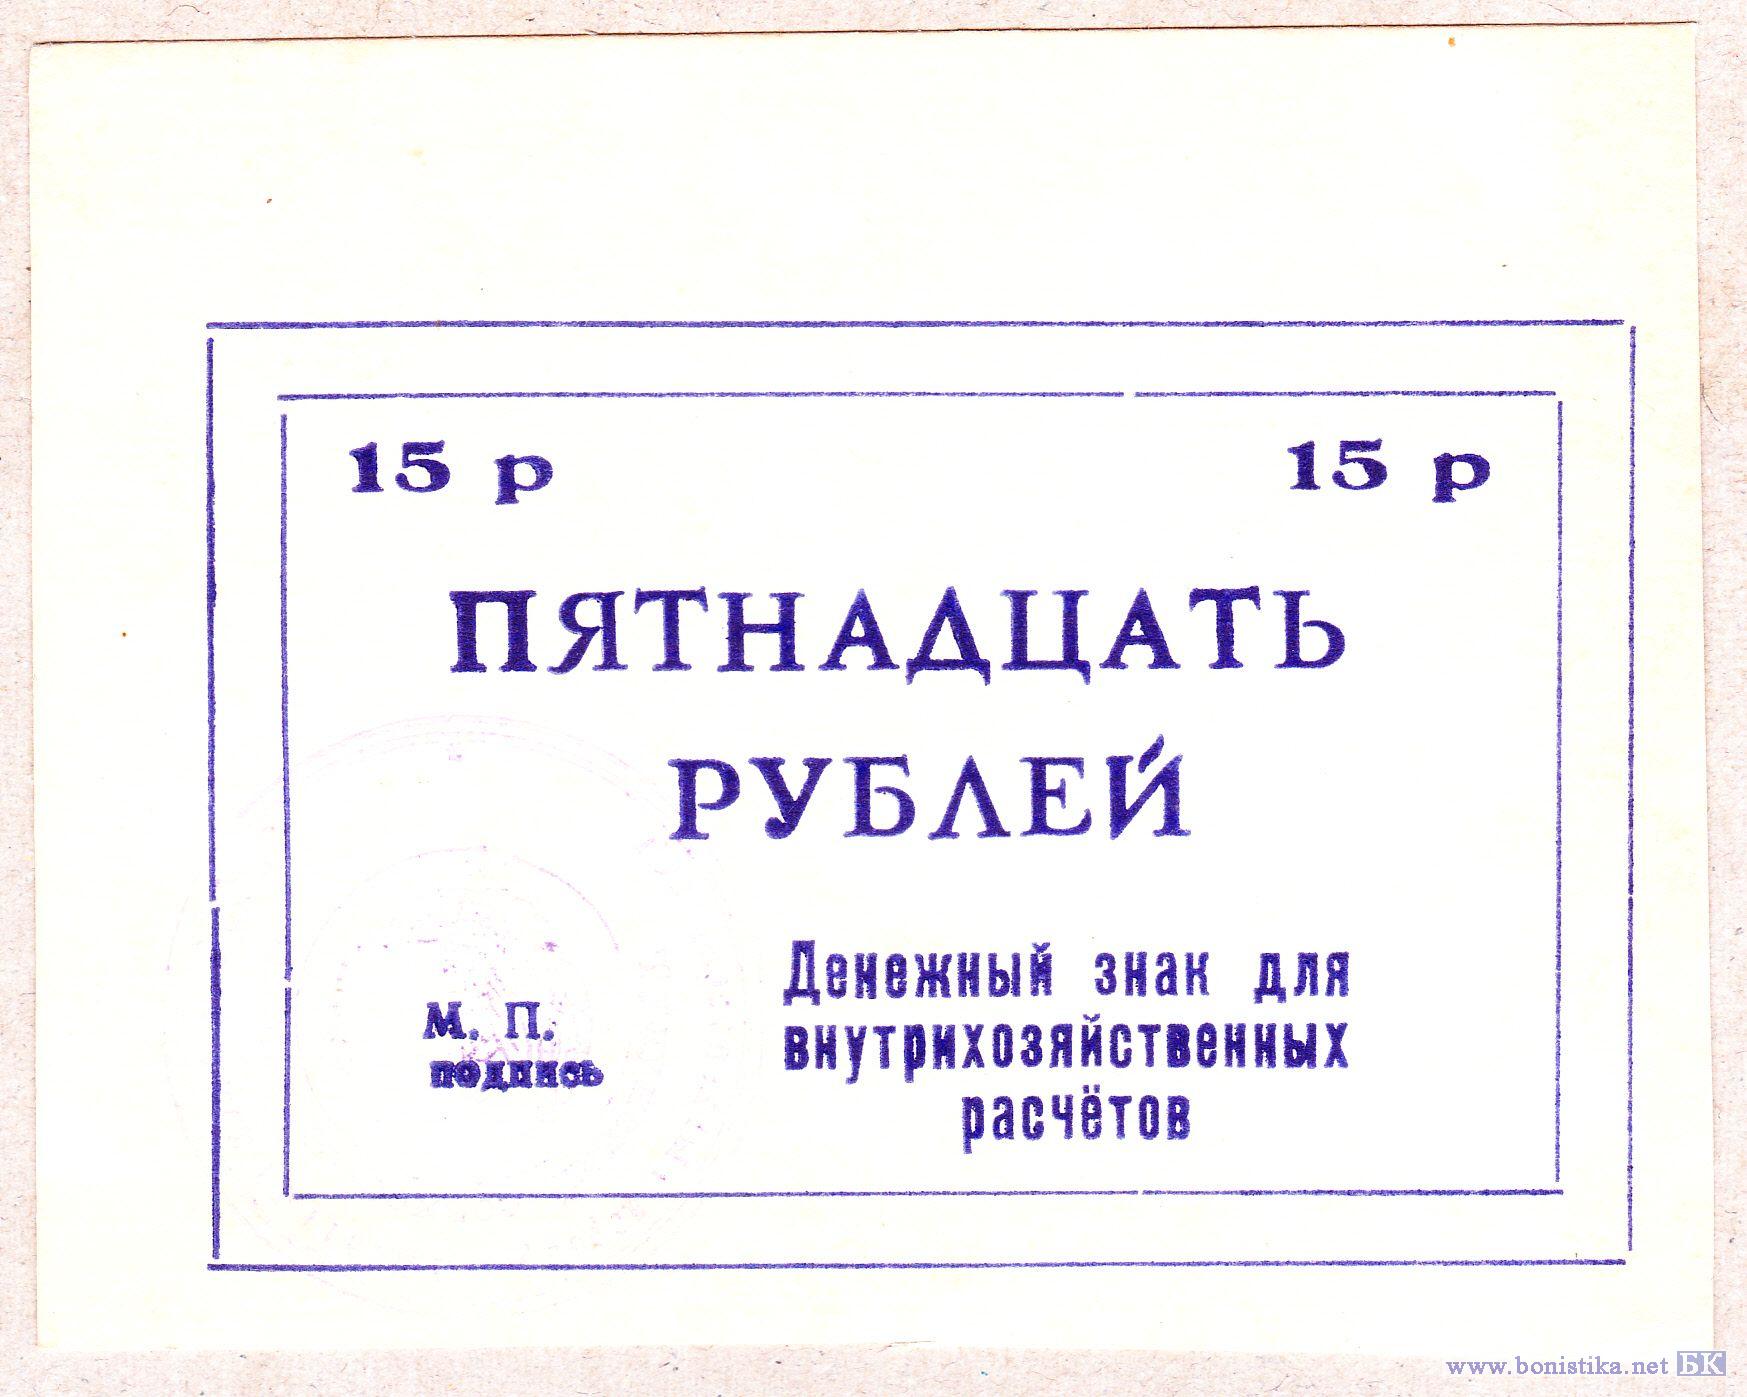 15 р 15 р
ПЯТНАДЦАТЬ
РУБЛЕЙ
Денежный знак для
внутрихозяйственных
расчётов
М. П.
подпись
www.bonistika.net БК